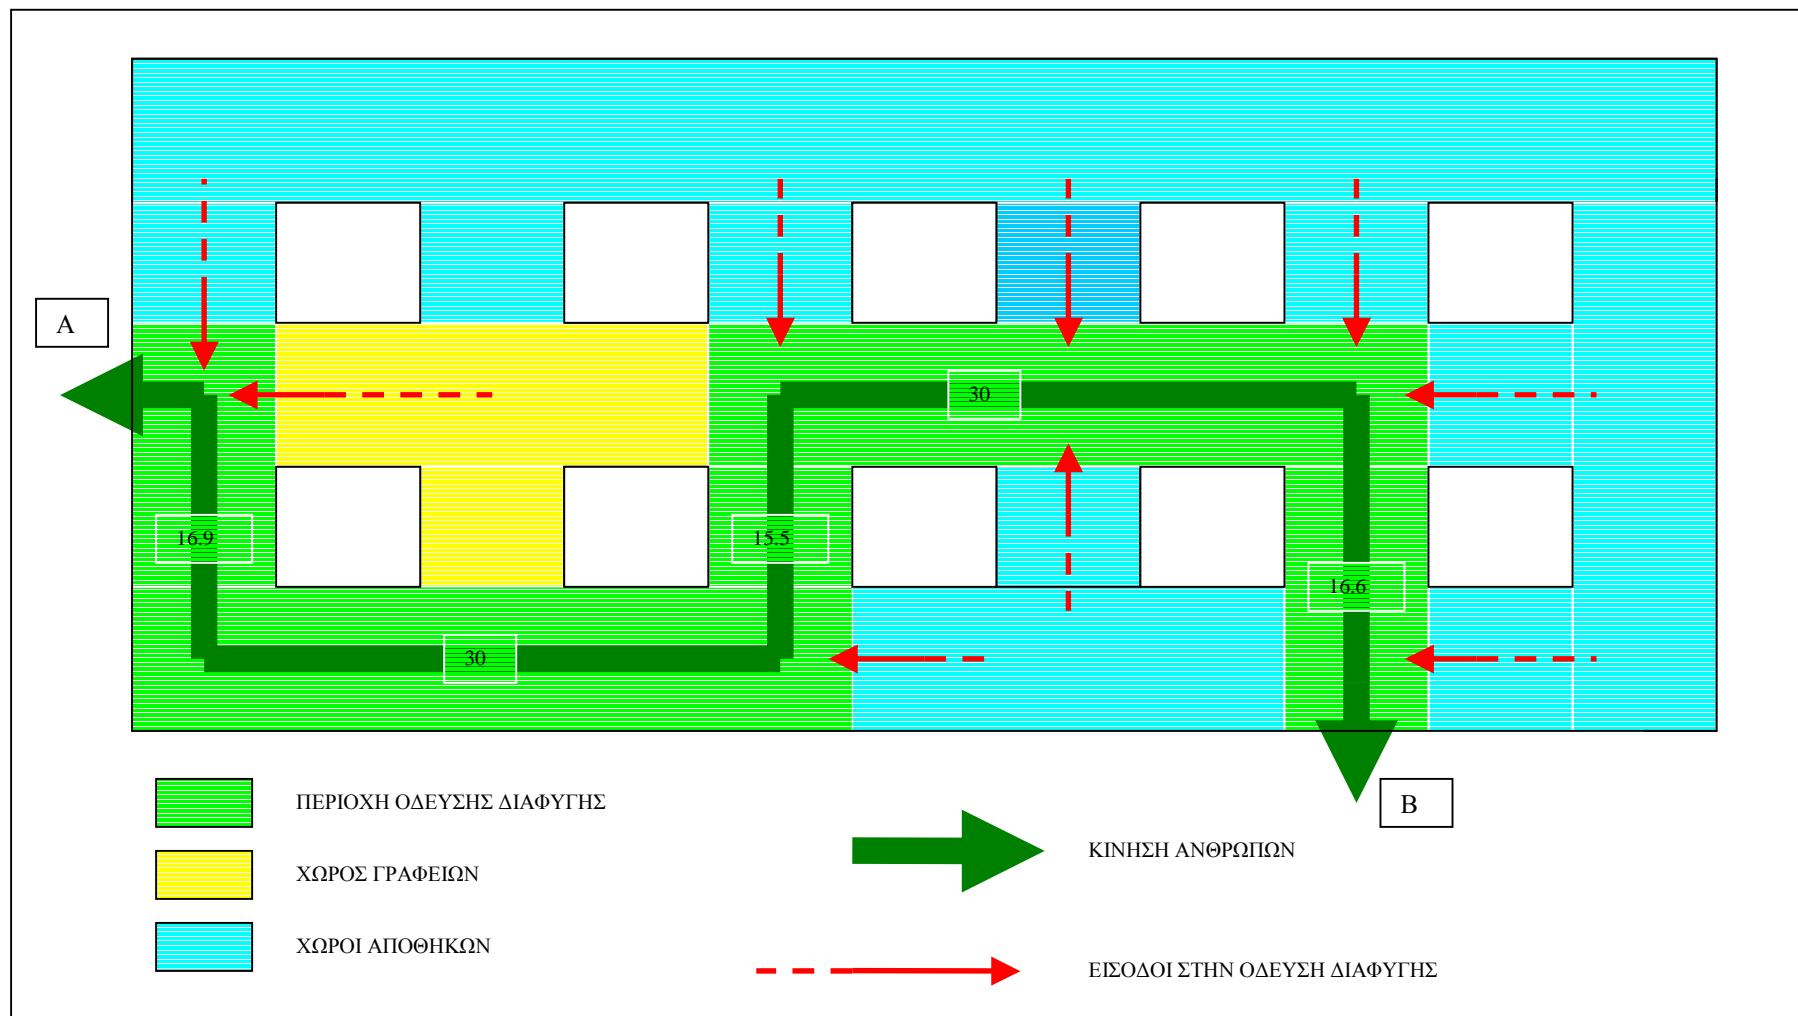 Α
30
16.9
15.5
16.6
30
Β
ΠΕΡΙΟΧΗ ΟΔΕΥΣΗΣ ΔΙΑΦΥΓΗΣ
ΚΙΝΗΣΗ ΑΝΘΡΩΠΩΝ
ΧΩΡΟΣ ΓΡΑΦΕΙΩΝ
ΧΩΡΟΙ ΑΠΟΘΗΚΩΝ
ΕΙΣΟΔΟΙ ΣΤΗΝ ΟΔΕΥΣΗ ΔΙΑΦΥΓΗΣ